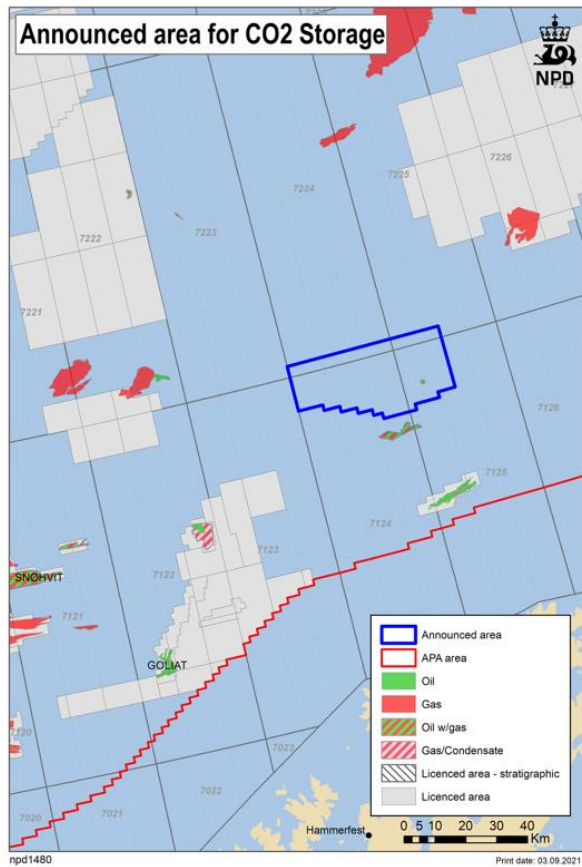 Announced area for CO2 Storage
NPD
7224
7225
7226
7223
7222
7221
7126
7125
7124
7123
7122
SNØHVIT
7121
GOLIAT
7120
7023
7022
7021
7020
Hammerfest
Announced area
APA area
Oil
Gas
Oil w/gas
Gas/Condensate
Licenced area - stratigraphic
Licenced area
0 5 10 20 30 40
Km
npd1480
Print date: 03.09.2021